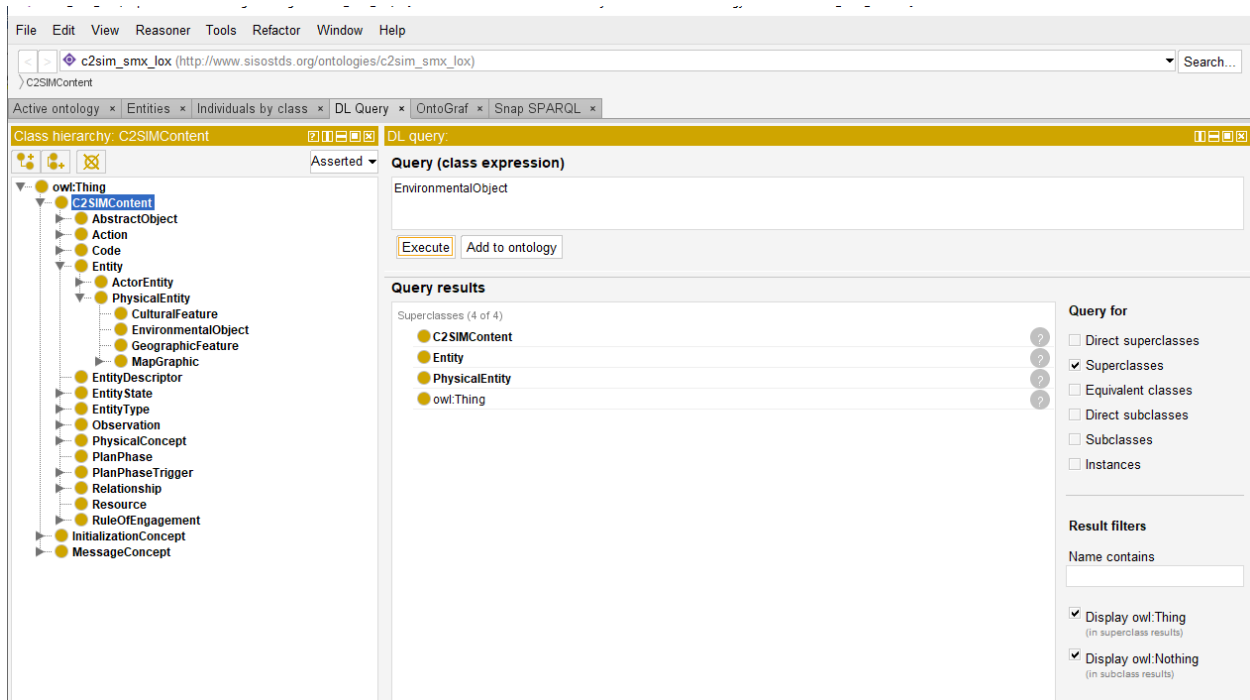 File Edit View Reasoner Tools Refactor Window Help
< > c2sim_smx_lox (http://www.sisostds.org/ontologies/c2sim_smx_lox) Search...
C2SIMContent
Active ontology × Entities × Individuals by class × DL Query × OntoGraf × Snap SPARQL ×
Class hierarchy: C2SIMContent
Asserted
owl:Thing
C2SIMContent
AbstractObject
Action
Code
Entity
ActorEntity
PhysicalEntity
CulturalFeature
EnvironmentalObject
GeographicFeature
MapGraphic
EntityDescriptor
EntityState
EntityType
Observation
PhysicalConcept
PlanPhase
PlanPhaseTrigger
Relationship
Resource
RuleOfEngagement
InitializationConcept
MessageConcept
DL query:
Query (class expression)
EnvironmentalObject
Execute Add to ontology
Query results
Superclasses (4 of 4)
C2SIMContent ?
Entity ?
PhysicalEntity ?
owl:Thing ?
Query for
Direct superclasses
Superclasses
Equivalent classes
Direct subclasses
Subclasses
Instances
Result filters
Name contains
Display owl:Thing
(in superclass results)
Display owl:Nothing
(in subclass results)